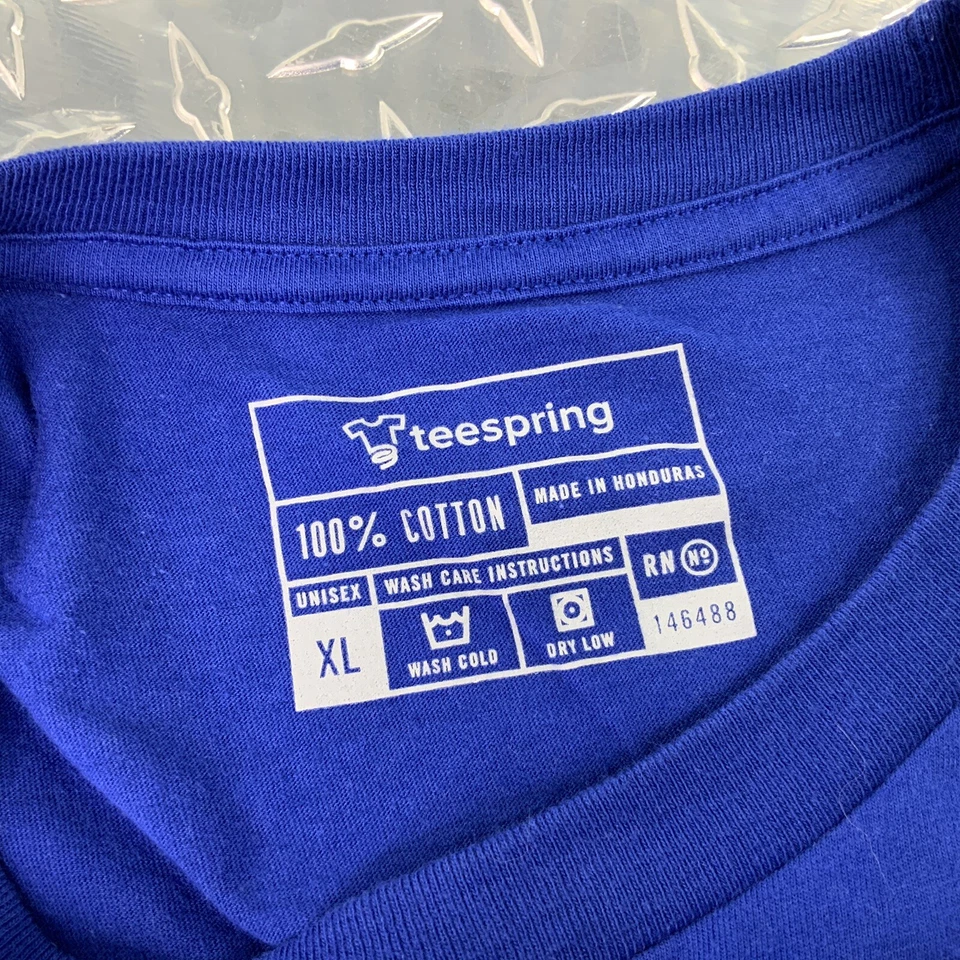 teespring
100% COTTON
MADE IN HONDURAS
UNISEX
XL
WASH CARE INSTRUCTIONS
WASH COLD
DRY LOW
RN Nº
146488